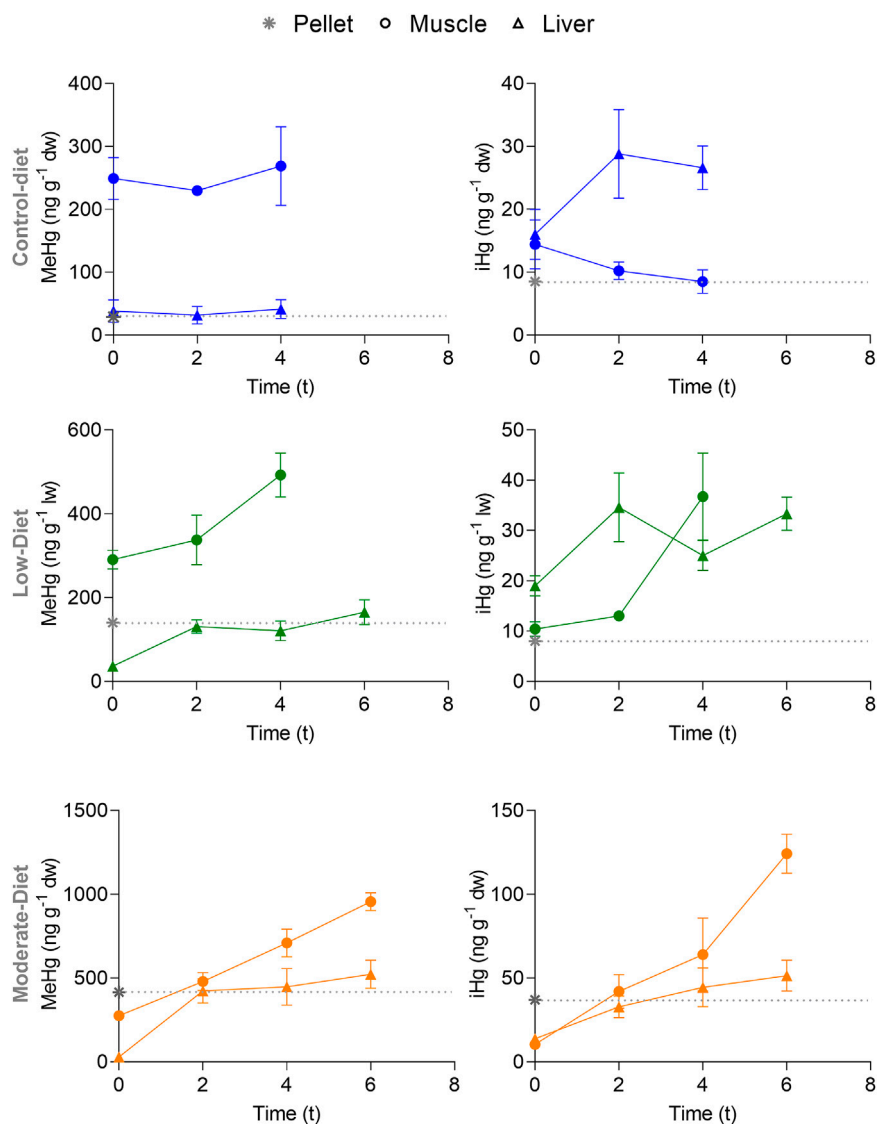 Pellet Muscle Liver
Control-diet
MeHg (ng g⁻¹ dw)
400
300
200
100
0
0 2 4 6 8
Time (t)
iHg (ng g⁻¹ dw)
40
30
20
10
0
0 2 4 6 8
Time (t)
Low-Diet
MeHg (ng g⁻¹ lw)
600
400
200
0
0 2 4 6 8
Time (t)
iHg (ng g⁻¹ lw)
50
40
30
20
10
0
0 2 4 6 8
Time (t)
Moderate-Diet
MeHg (ng g⁻¹ dw)
1500
1000
500
0
0 2 4 6 8
Time (t)
iHg (ng g⁻¹ dw)
150
100
50
0
0 2 4 6 8
Time (t)